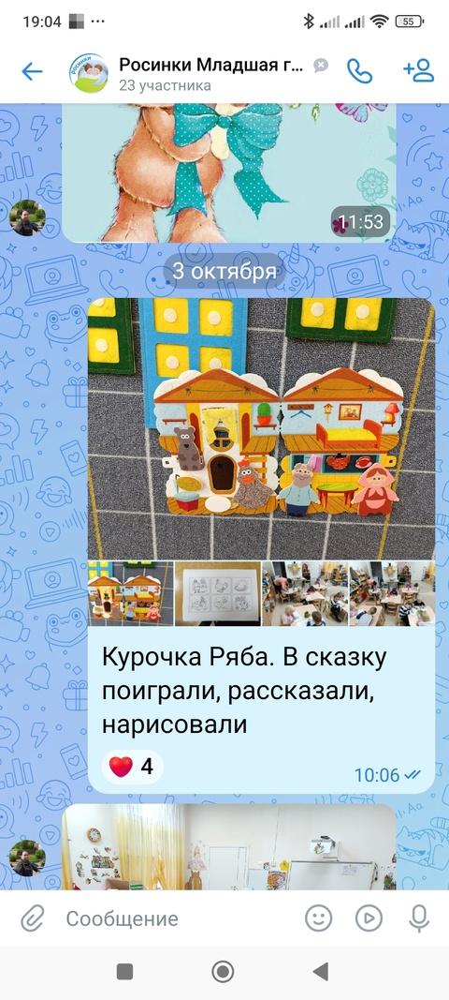 19:04
55
Росинки Младшая г...
23 участника
РОСИНКИ
11:53
3 октября
Курочка Ряба. В сказку
поиграли, рассказали,
нарисовали
4
10:06
Сообщение